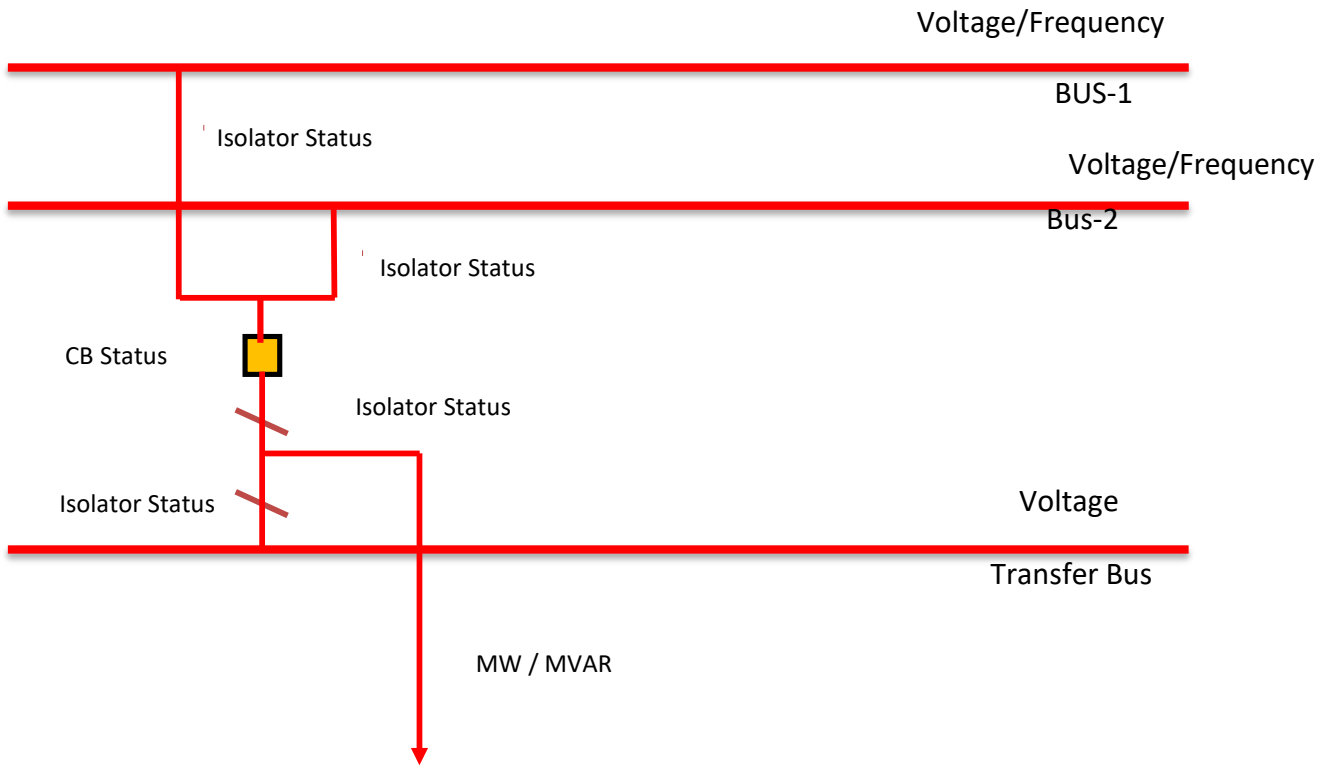 Voltage/Frequency
BUS-1
Isolator Status
Voltage/Frequency
Bus-2
Isolator Status
CB Status
Isolator Status
Isolator Status
Voltage
Transfer Bus
MW / MVAR